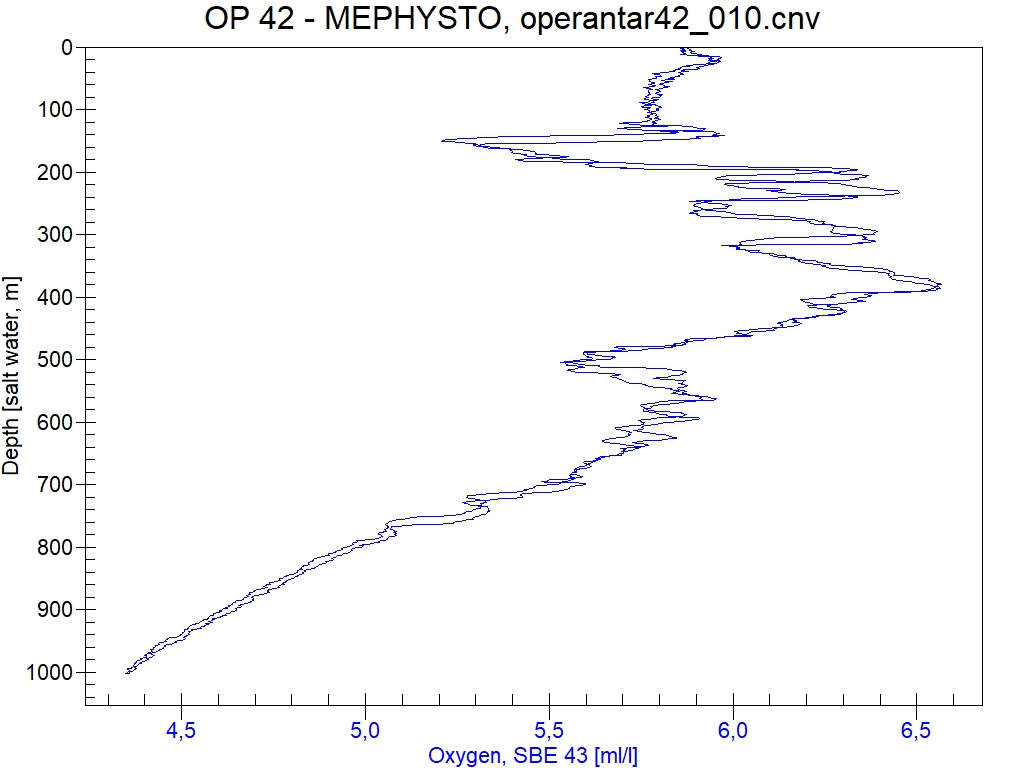 OP 42 - MEPHYSTO, operantar42_010.cnv
0
100
200
300
400
500
600
700
800
900
1000
Depth [salt water, m]
4,5 5,0 5,5 6,0 6,5
Oxygen, SBE 43 [ml/l]